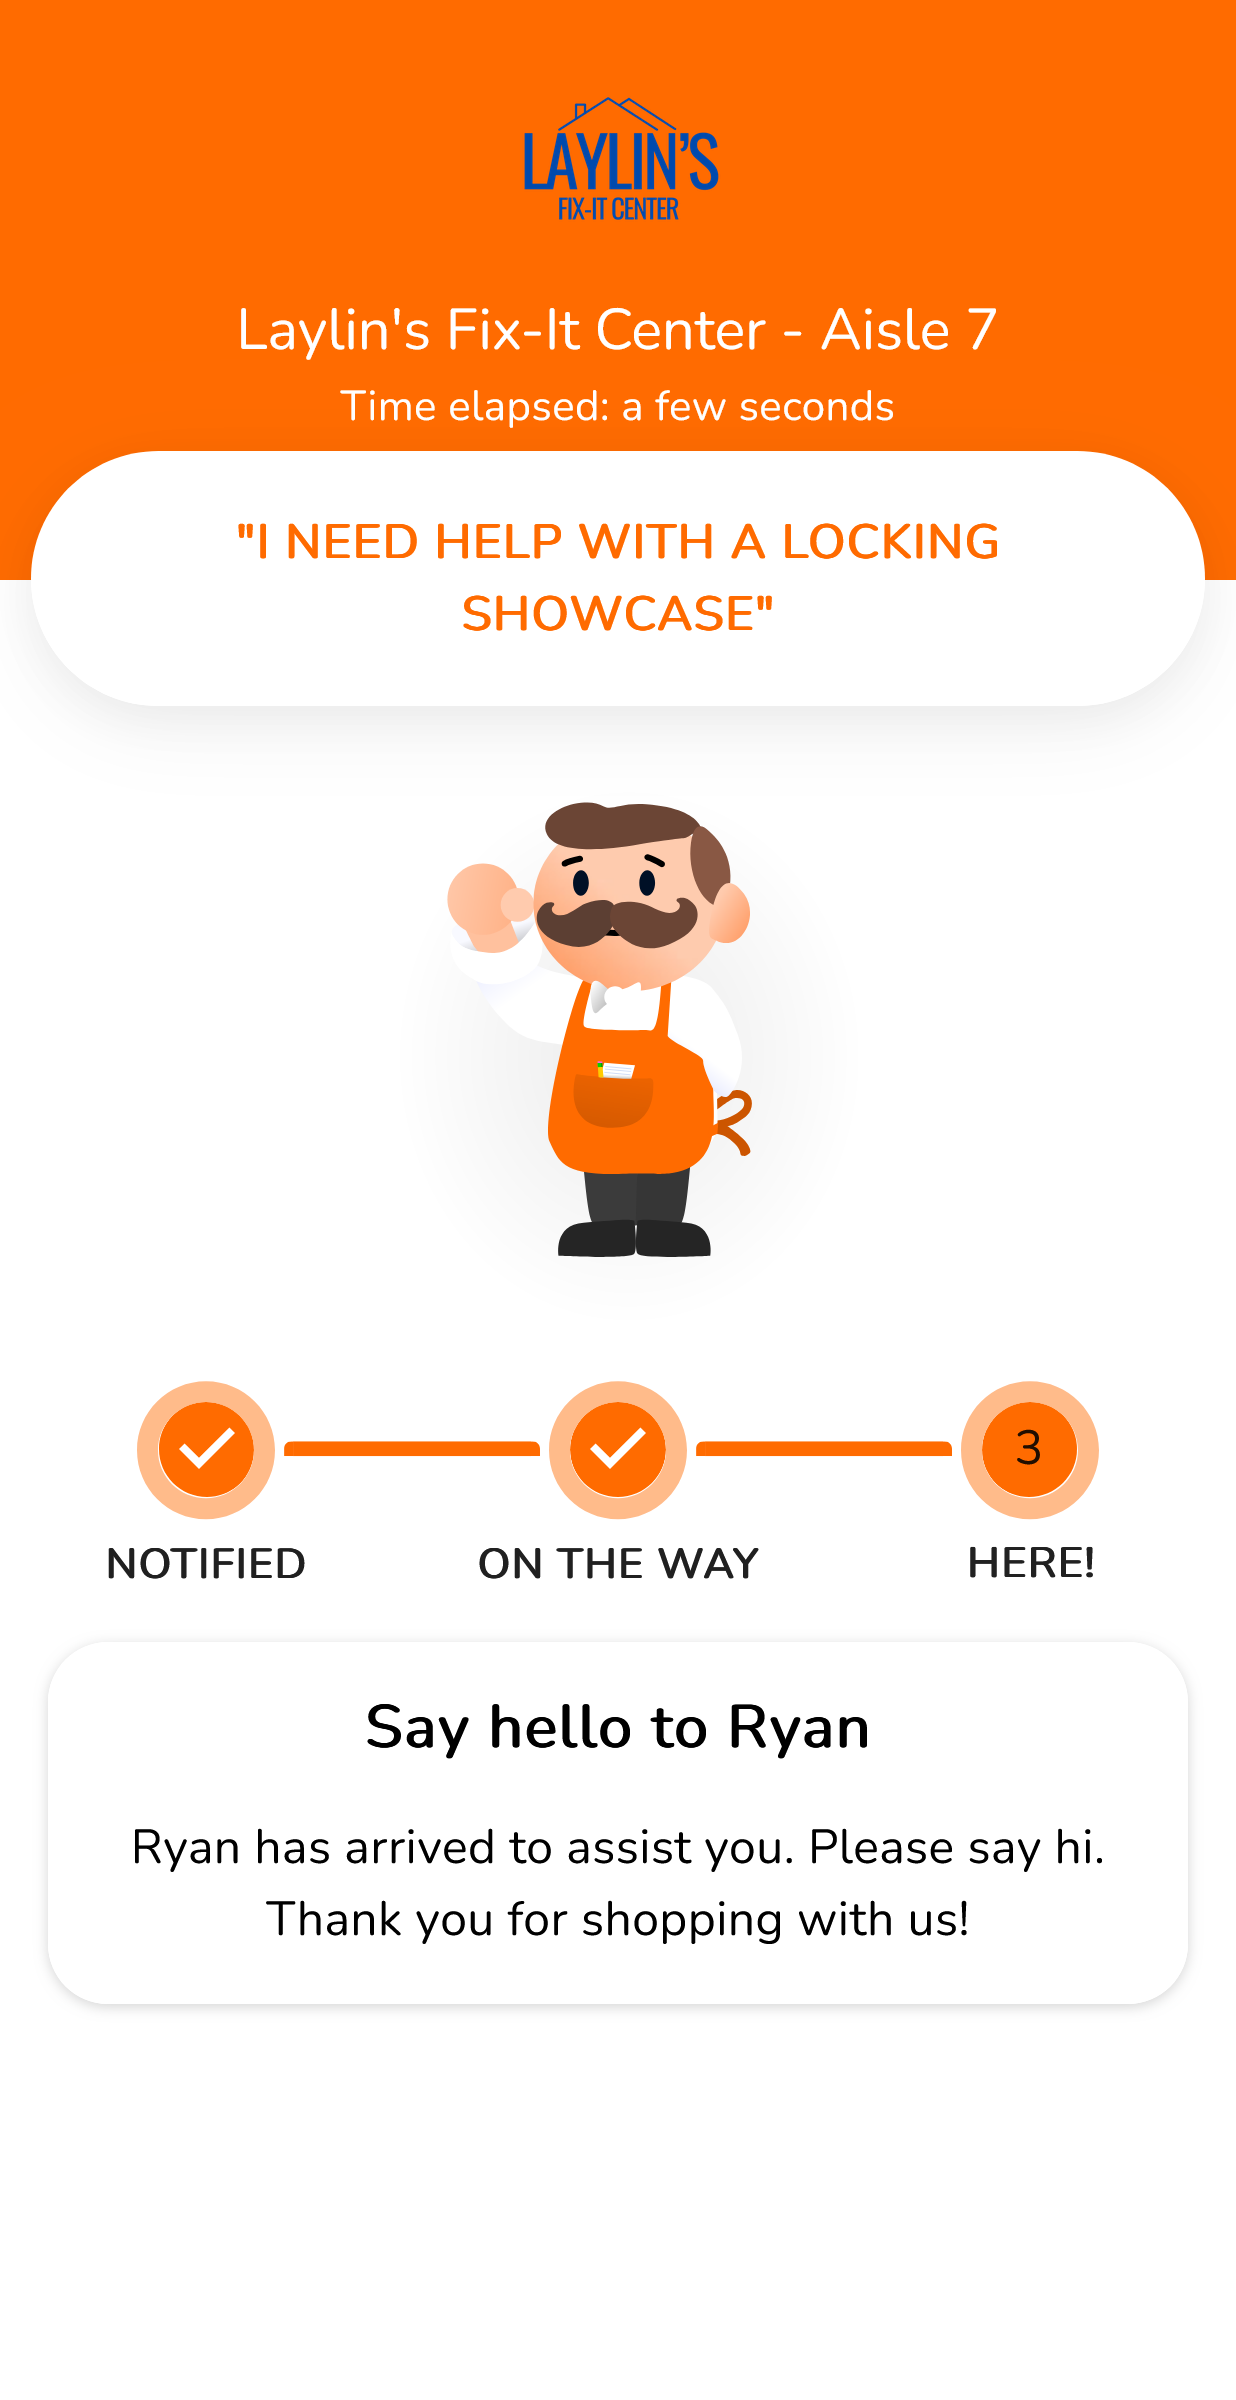 LAYLIN'S
FIX-IT CENTER
Laylin's Fix-It Center - Aisle 7
Time elapsed: a few seconds
"I NEED HELP WITH A LOCKING
SHOWCASE"
3
NOTIFIED
ON THE WAY
HERE!
Say hello to Ryan
Ryan has arrived to assist you. Please say hi.
Thank you for shopping with us!